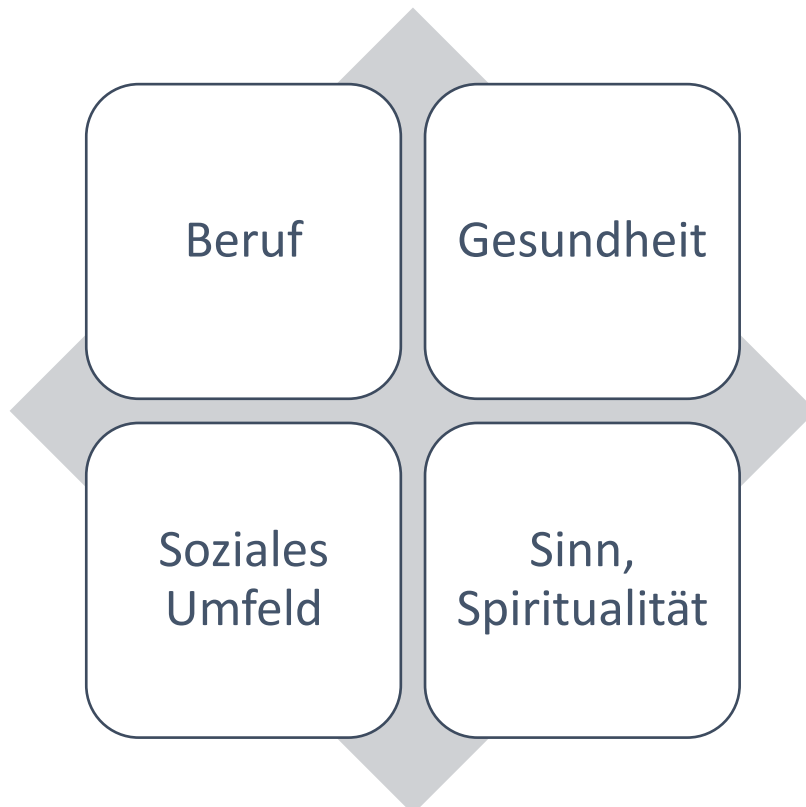 Beruf
Gesundheit
Soziales
Umfeld
Sinn,
Spiritualität